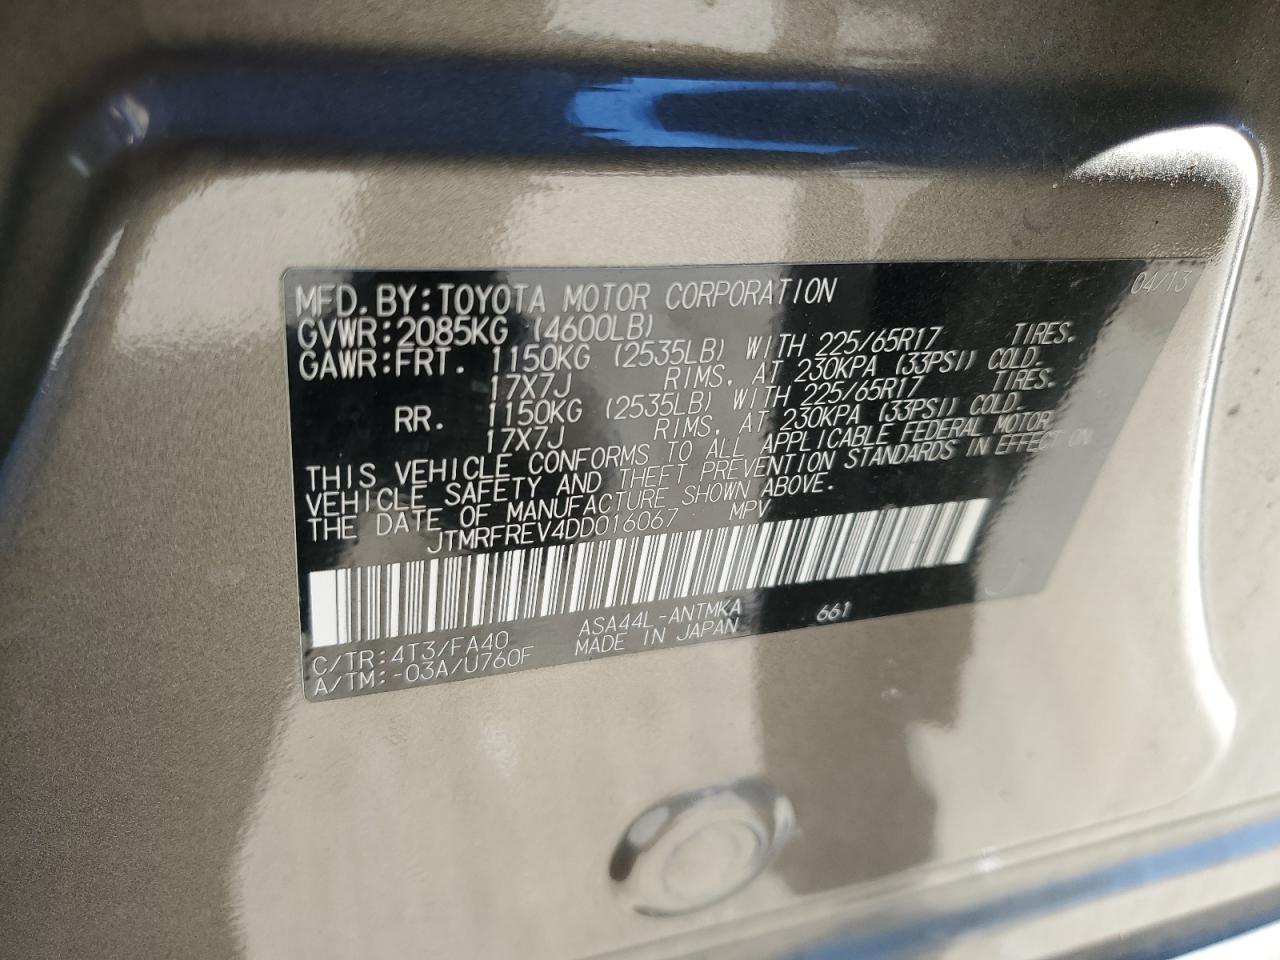 MFD. BY: TOYOTA MOTOR CORPORATION 04/13
GVWR: 2085KG (4600LB)
GAWR: FRT. 1150KG (2535LB) WITH 225/65R17 TIRES.
17X7J RIMS, AT 230KPA (33PSI) COLD.
RR. 1150KG (2535LB) WITH 225/65R17 TIRES.
17X7J RIMS, AT 230KPA (33PSI) COLD.
THIS VEHICLE CONFORMS TO ALL APPLICABLE FEDERAL MOTOR
VEHICLE SAFETY AND THEFT PREVENTION STANDARDS IN EFFECT ON
THE DATE OF MANUFACTURE SHOWN ABOVE.
JTMRFREV4DD016067 MPV
C/TR: 4T3/FA40 ASA44L-ANTMKA 661
A/TM: -03A/U760F MADE IN JAPAN